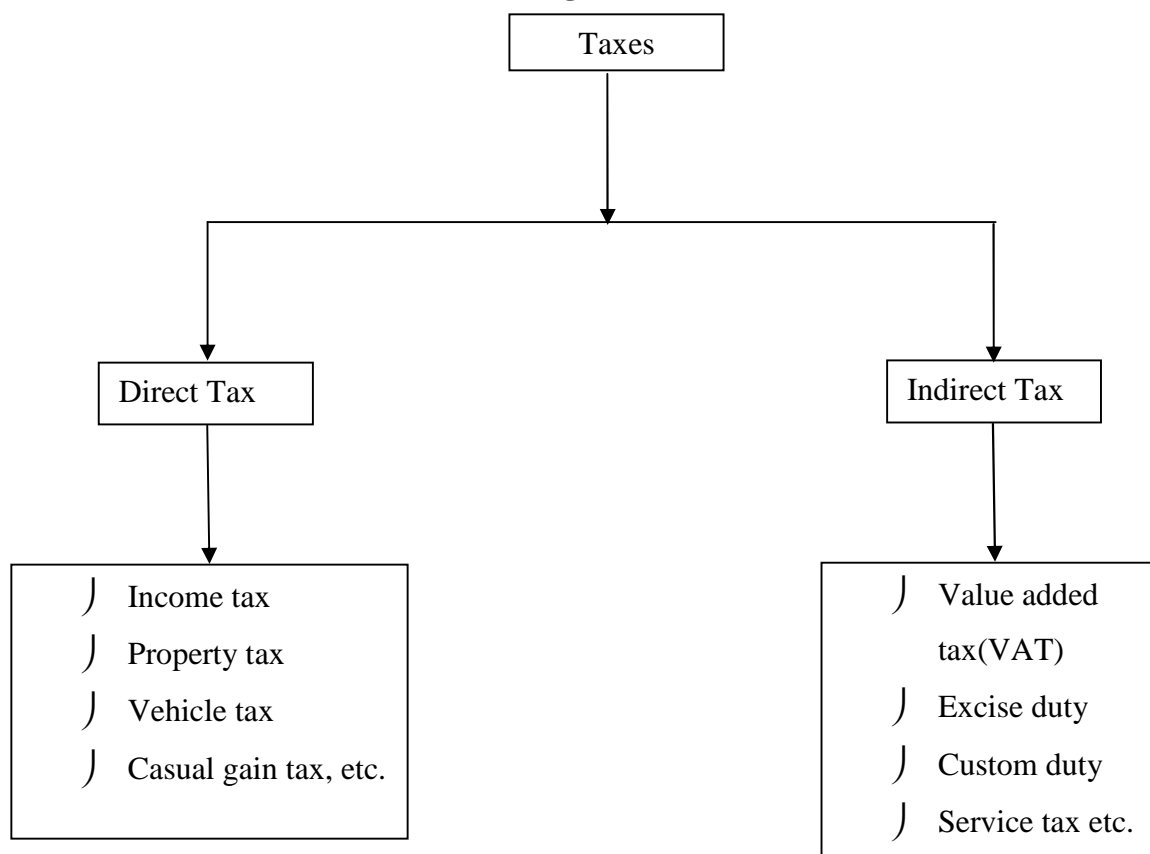 Taxes
Direct Tax
Indirect Tax
Income tax
Property tax
Vehicle tax
Casual gain tax, etc.
Value added
tax(VAT)
Excise duty
Custom duty
Service tax etc.